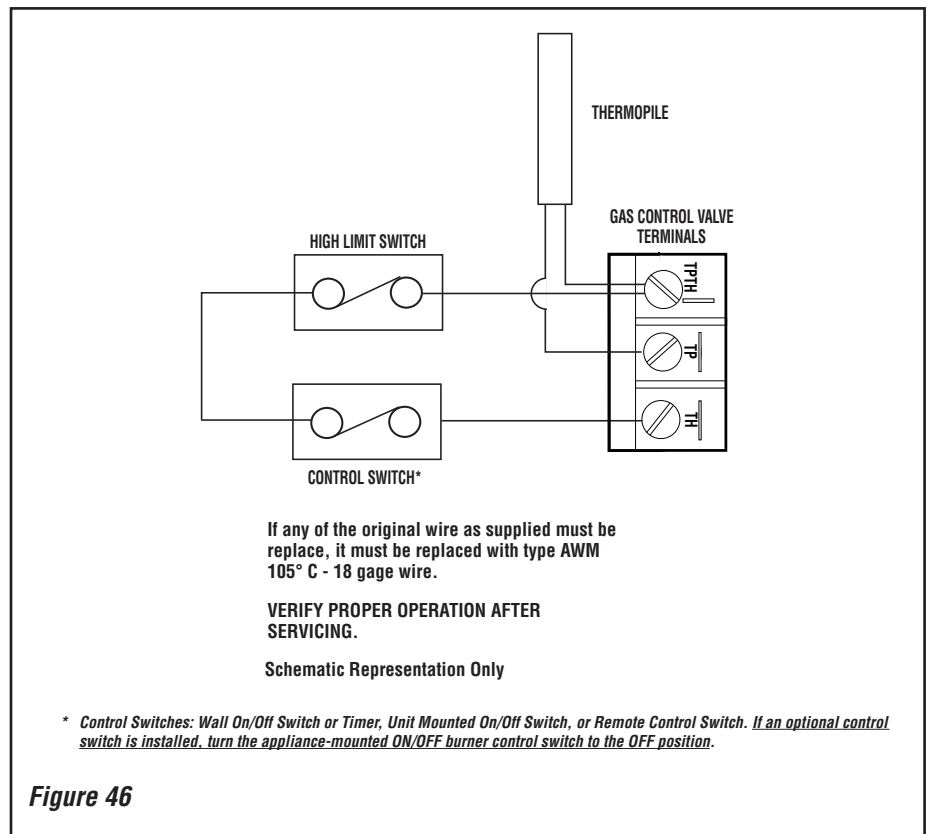 THERMOPILE
GAS CONTROL VALVE
TERMINALS
HIGH LIMIT SWITCH
TPTH
TP
TH
CONTROL SWITCH*
If any of the original wire as supplied must be
replace, it must be replaced with type AWM
105° C - 18 gage wire.
VERIFY PROPER OPERATION AFTER
SERVICING.
Schematic Representation Only
* Control Switches: Wall On/Off Switch or Timer, Unit Mounted On/Off Switch, or Remote Control Switch. If an optional control
switch is installed, turn the appliance-mounted ON/OFF burner control switch to the OFF position.
Figure 46